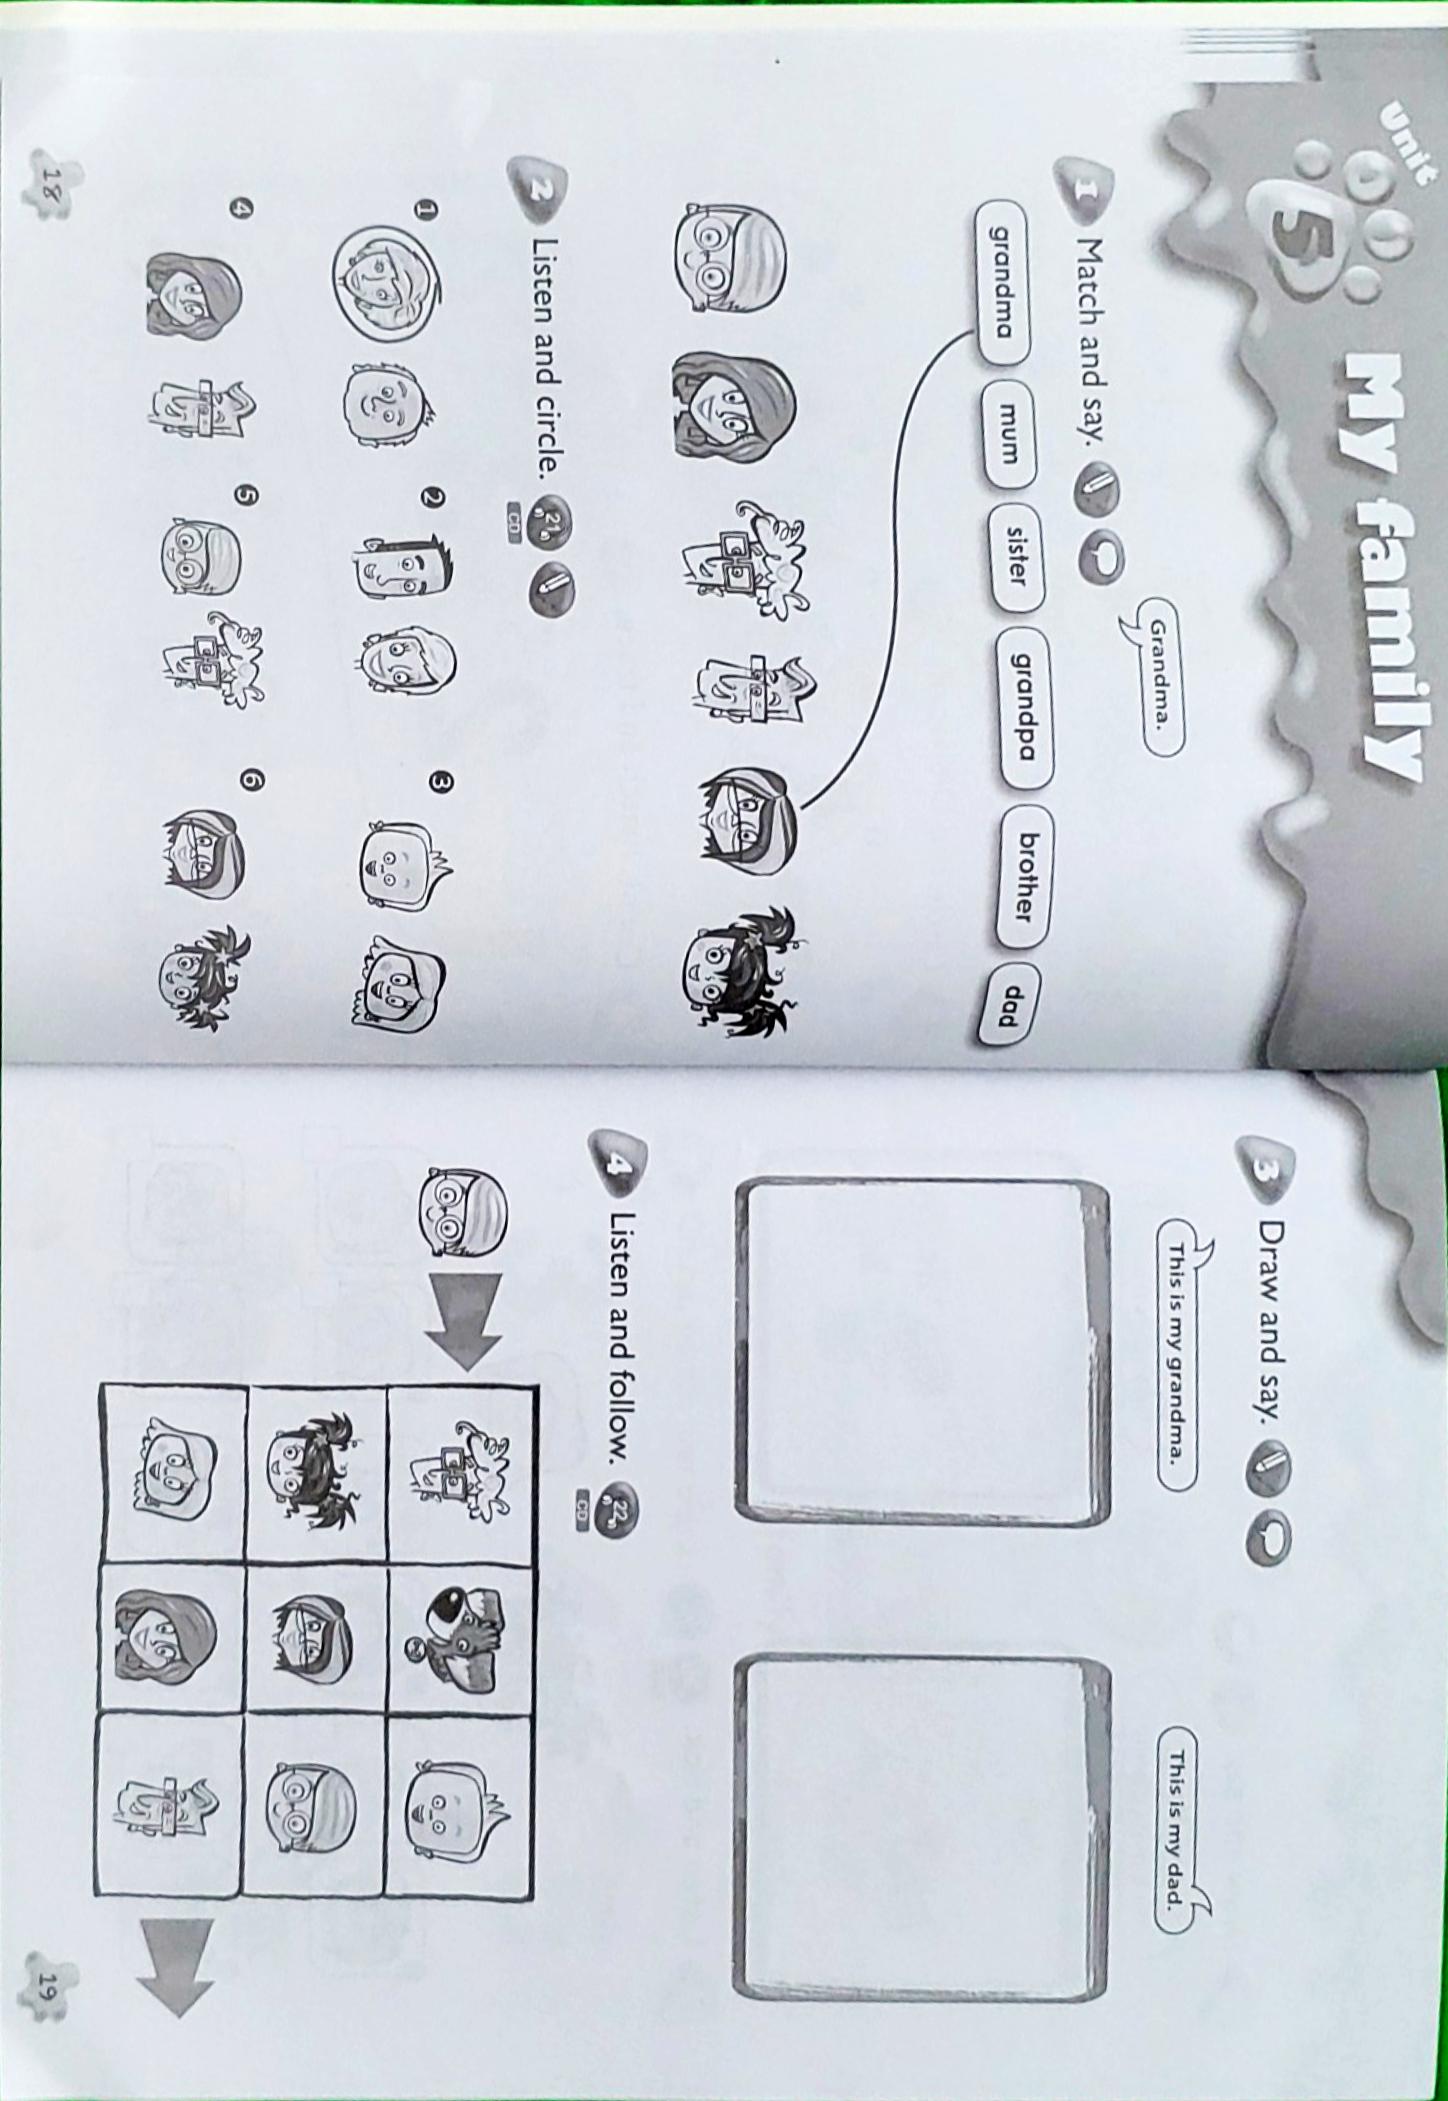 Unit
5
My family
Grandma.
1 Match and say.
grandma mum sister grandpa brother dad
2 Listen and circle. 21
CD
1 2 3
4 5 6
18
3 Draw and say.
This is my grandma. This is my dad.
4 Listen and follow. 22
CD
19